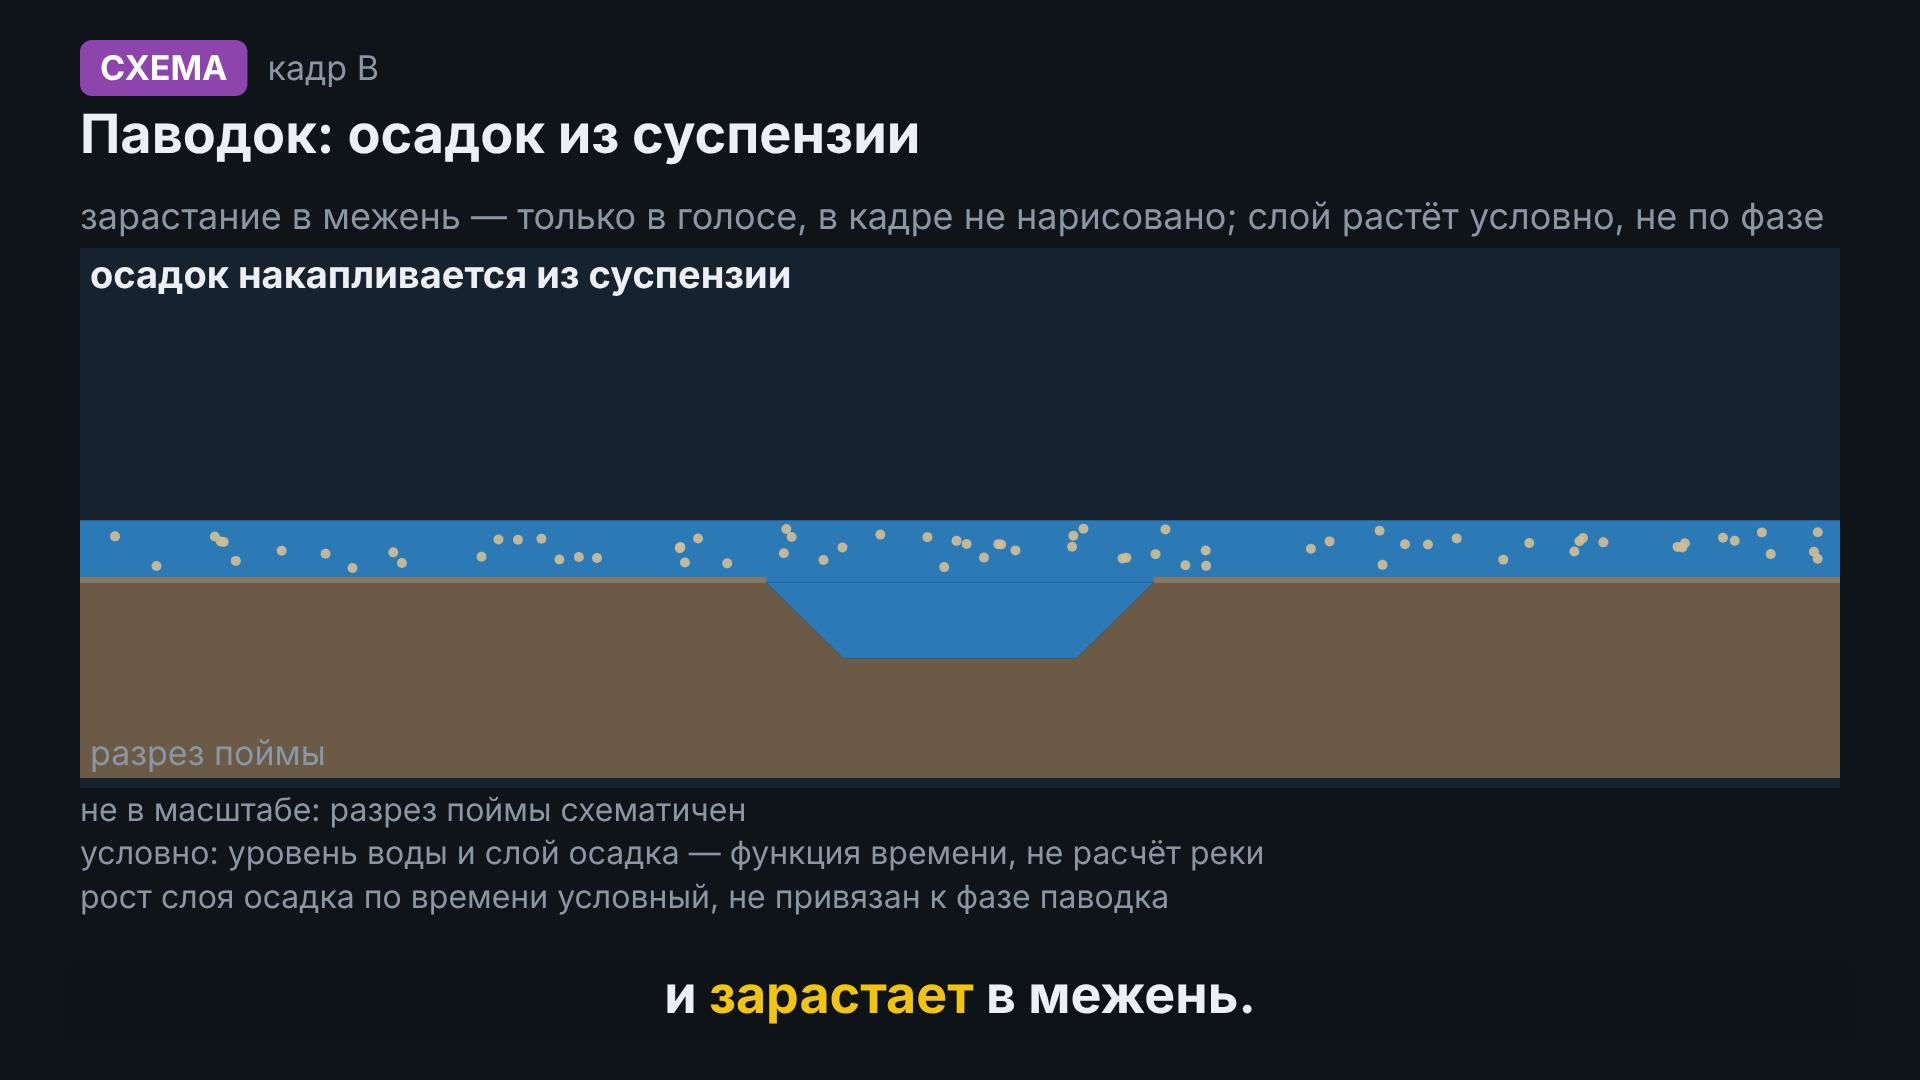 СХЕМА кадр B
Паводок: осадок из суспензии
зарастание в межень — только в голосе, в кадре не нарисовано; слой растёт условно, не по фазе
осадок накапливается из суспензии
разрез поймы
не в масштабе: разрез поймы схематичен
условно: уровень воды и слой осадка — функция времени, не расчёт реки
рост слоя осадка по времени условный, не привязан к фазе паводка
и зарастает в межень.